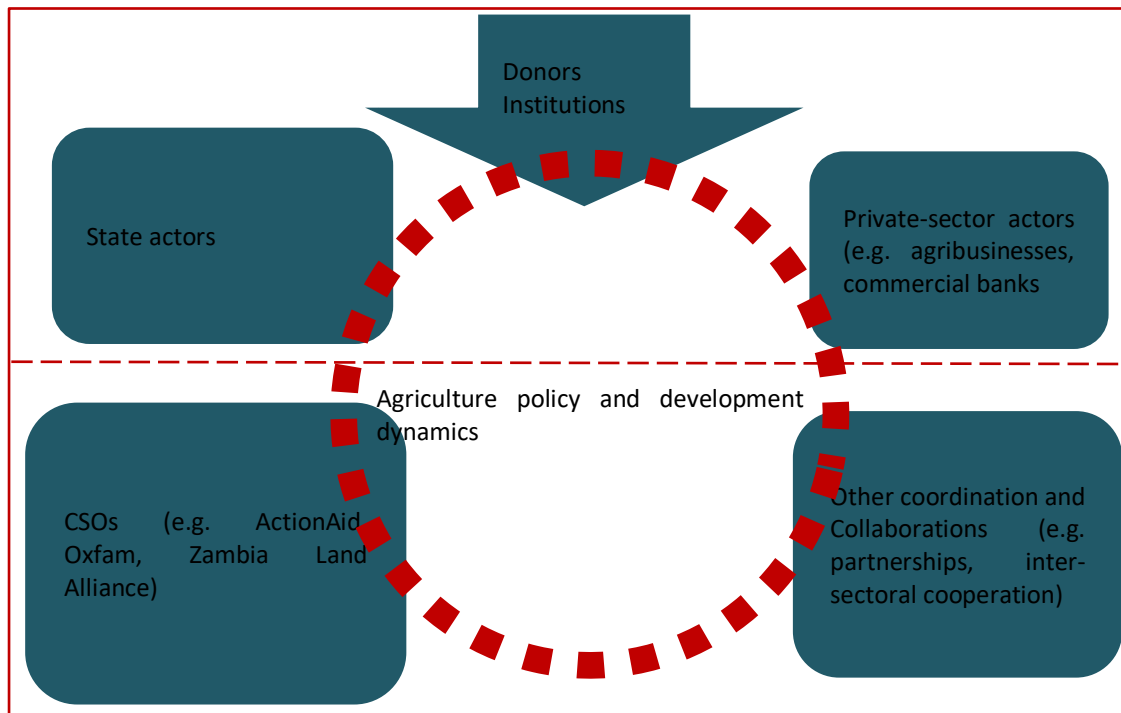 Donors
Institutions
State actors
Private-sector actors
(e.g. agribusinesses,
commercial banks
Agriculture policy and development
dynamics
CSOs (e.g. ActionAid
Oxfam, Zambia Land
Alliance)
Other coordination and
Collaborations (e.g.
partnerships, inter-
sectoral cooperation)